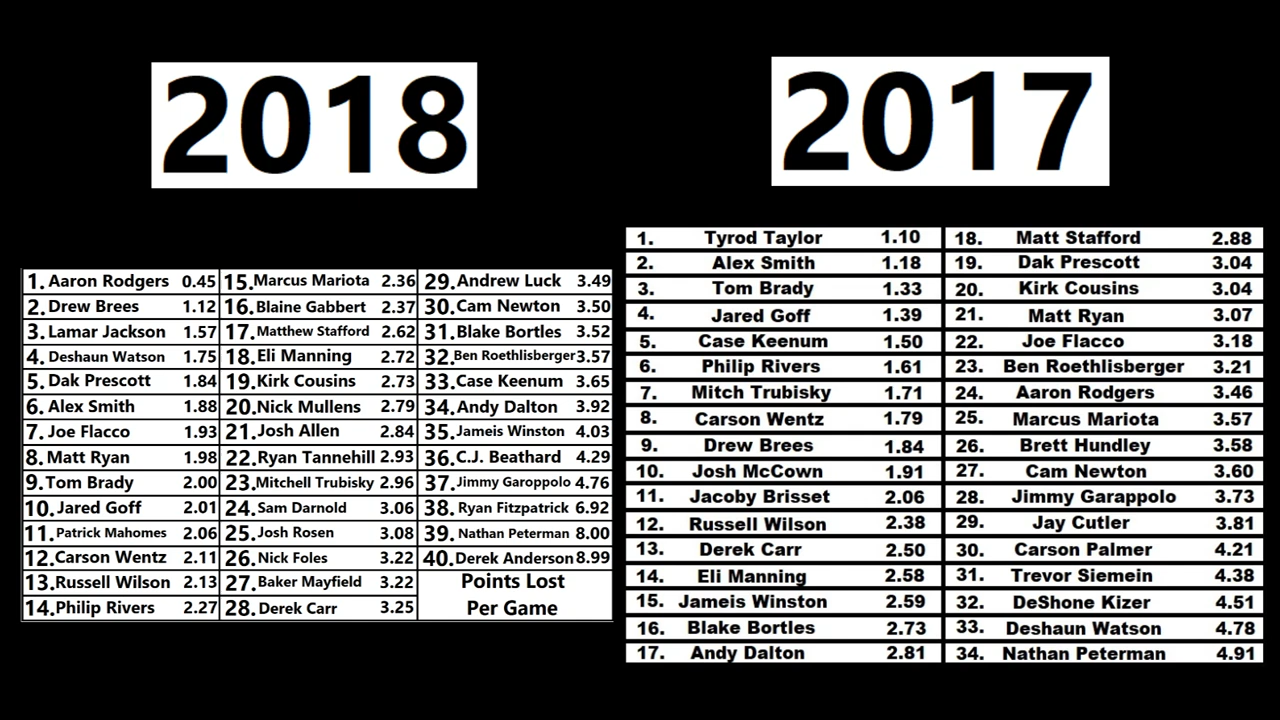 2018
1. Aaron Rodgers 0.45
2. Drew Brees 1.12
3. Lamar Jackson 1.57
4. Deshaun Watson 1.75
5. Dak Prescott 1.84
6. Alex Smith 1.88
7. Joe Flacco 1.93
8. Matt Ryan 1.98
9. Tom Brady 2.00
10. Jared Goff 2.01
11. Patrick Mahomes 2.06
12. Carson Wentz 2.11
13. Russell Wilson 2.13
14. Philip Rivers 2.27
15. Marcus Mariota 2.36
16. Blaine Gabbert 2.37
17. Matthew Stafford 2.62
18. Eli Manning 2.72
19. Kirk Cousins 2.73
20. Nick Mullens 2.79
21. Josh Allen 2.84
22. Ryan Tannehill 2.93
23. Mitchell Trubisky 2.96
24. Sam Darnold 3.06
25. Josh Rosen 3.08
26. Nick Foles 3.22
27. Baker Mayfield 3.22
28. Derek Carr 3.25
29. Andrew Luck 3.49
30. Cam Newton 3.50
31. Blake Bortles 3.52
32. Ben Roethlisberger 3.57
33. Case Keenum 3.65
34. Andy Dalton 3.92
35. Jameis Winston 4.03
36. C.J. Beathard 4.29
37. Jimmy Garoppolo 4.76
38. Ryan Fitzpatrick 6.92
39. Nathan Peterman 8.00
40. Derek Anderson 8.99
Points Lost
Per Game
2017
1. Tyrod Taylor 1.10
2. Alex Smith 1.18
3. Tom Brady 1.33
4. Jared Goff 1.39
5. Case Keenum 1.50
6. Philip Rivers 1.61
7. Mitch Trubisky 1.71
8. Carson Wentz 1.79
9. Drew Brees 1.84
10. Josh McCown 1.91
11. Jacoby Brisset 2.06
12. Russell Wilson 2.38
13. Derek Carr 2.50
14. Eli Manning 2.58
15. Jameis Winston 2.59
16. Blake Bortles 2.73
17. Andy Dalton 2.81
18. Matt Stafford 2.88
19. Dak Prescott 3.04
20. Kirk Cousins 3.04
21. Matt Ryan 3.07
22. Joe Flacco 3.18
23. Ben Roethlisberger 3.21
24. Aaron Rodgers 3.46
25. Marcus Mariota 3.57
26. Brett Hundley 3.58
27. Cam Newton 3.60
28. Jimmy Garappolo 3.73
29. Jay Cutler 3.81
30. Carson Palmer 4.21
31. Trevor Siemein 4.38
32. DeShone Kizer 4.51
33. Deshaun Watson 4.78
34. Nathan Peterman 4.91